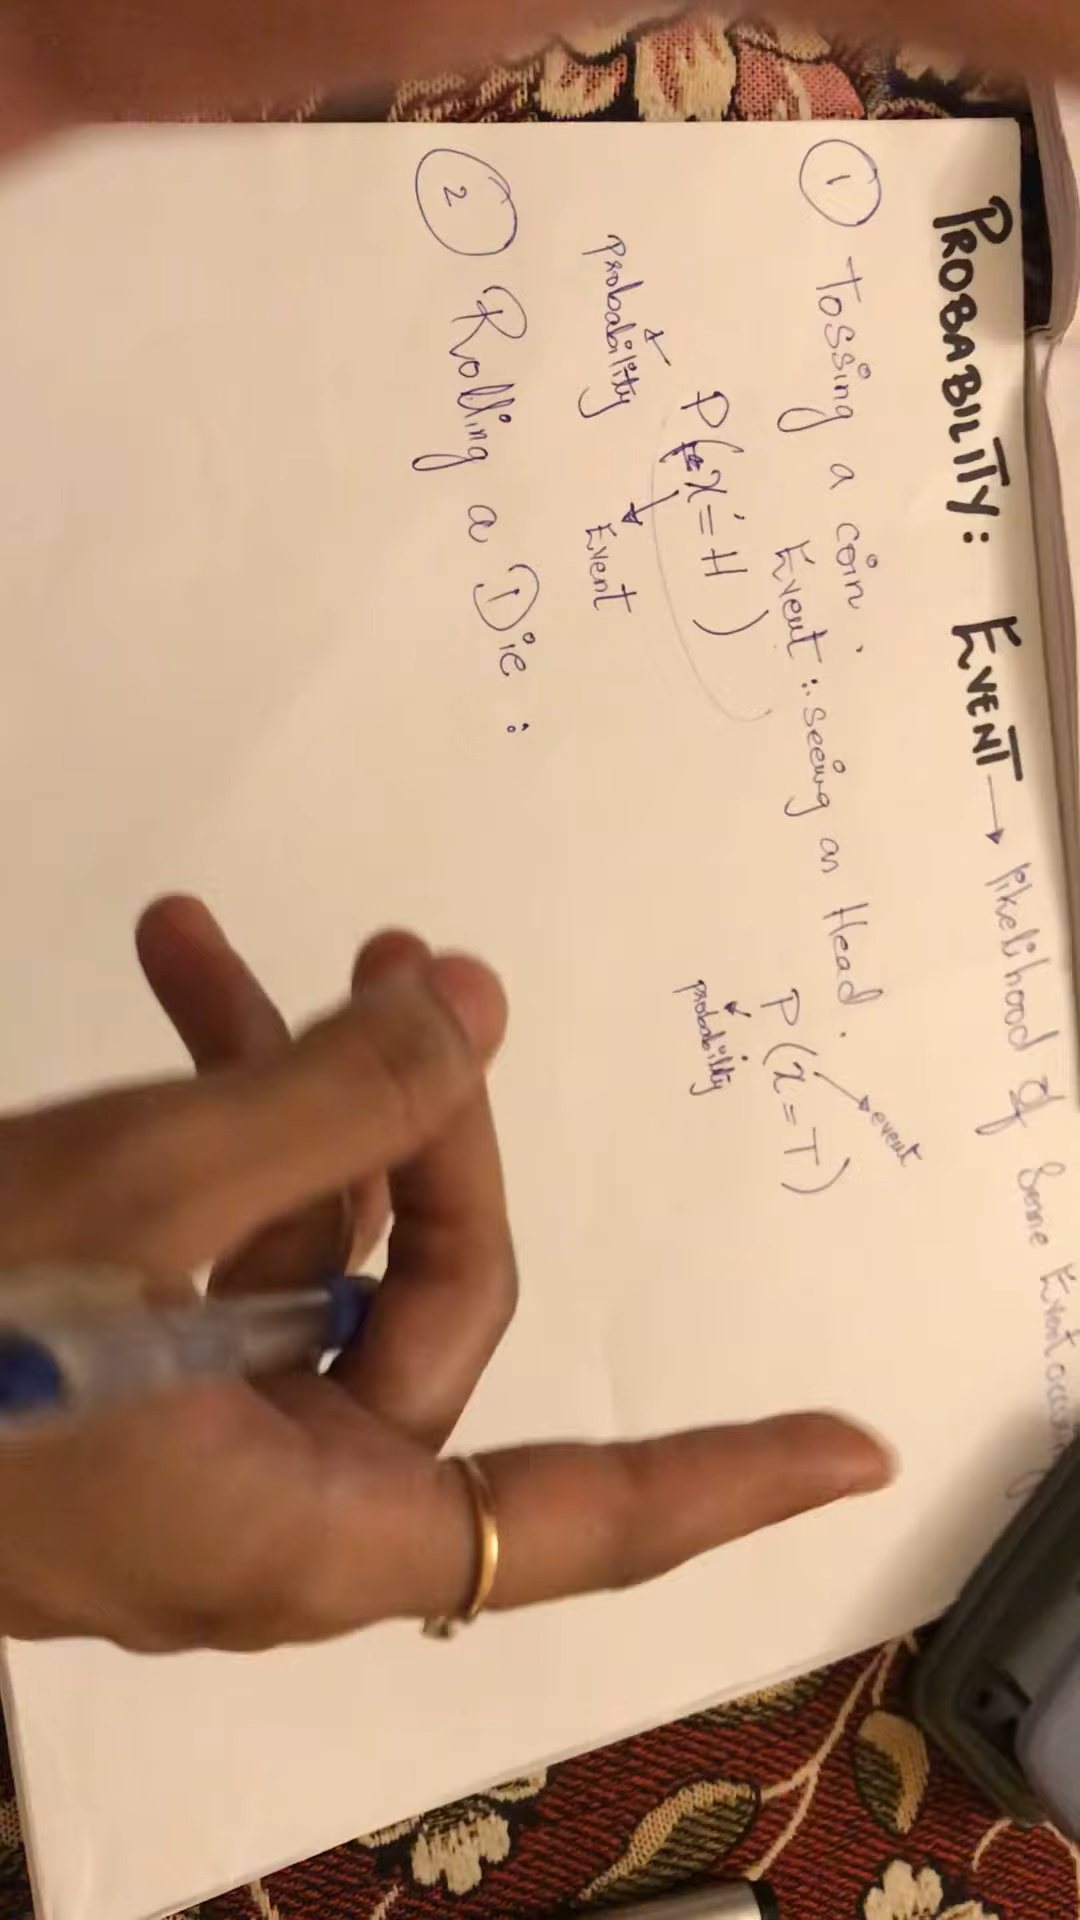 PROBABILITY: EVENT → likelihood of Some Event
① Tossing a coin.
Event : seeing an Head.
P(x=H)
probability
Event
P(x=T)
event
probability
② Rolling a Die :